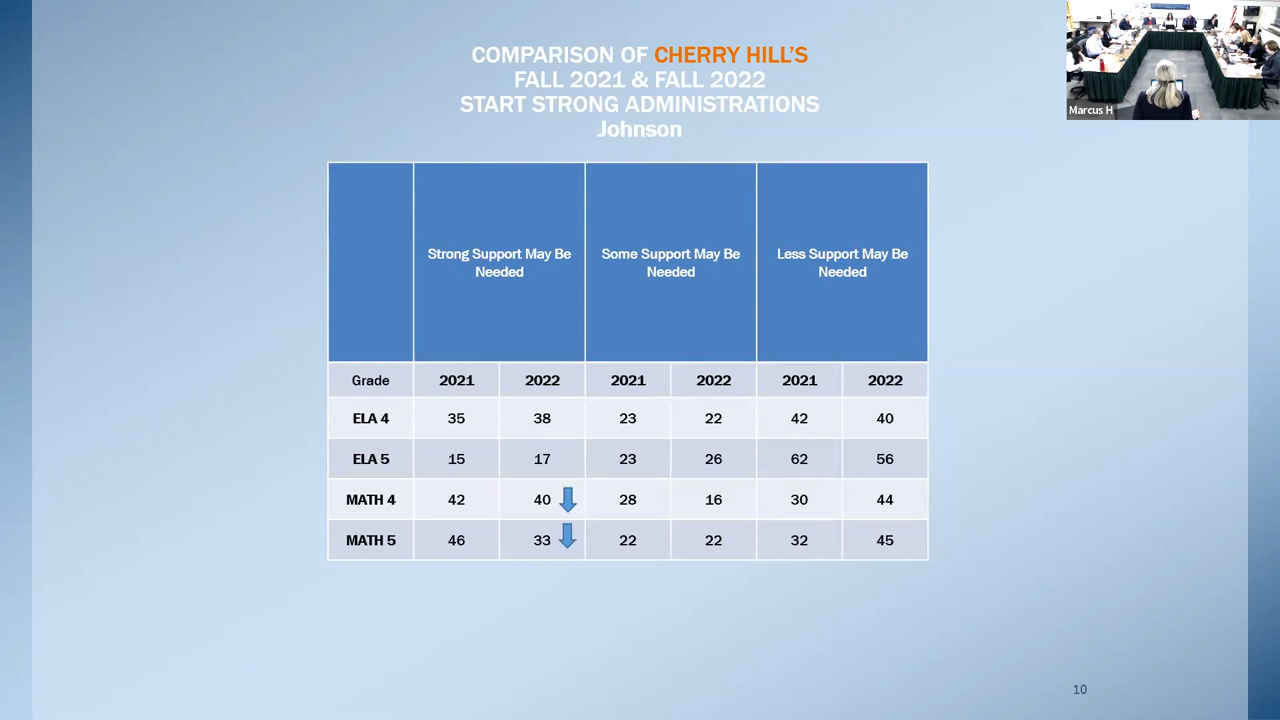 COMPARISON OF CHERRY HILL'S
FALL 2021 & FALL 2022
START STRONG ADMINISTRATIONS
Johnson
Marcus H
Strong Support May Be Needed Some Support May Be Needed Less Support May Be Needed
Grade 2021 2022 2021 2022 2021 2022
ELA 4 35 38 23 22 42 40
ELA 5 15 17 23 26 62 56
MATH 4 42 40 28 16 30 44
MATH 5 46 33 22 22 32 45
10